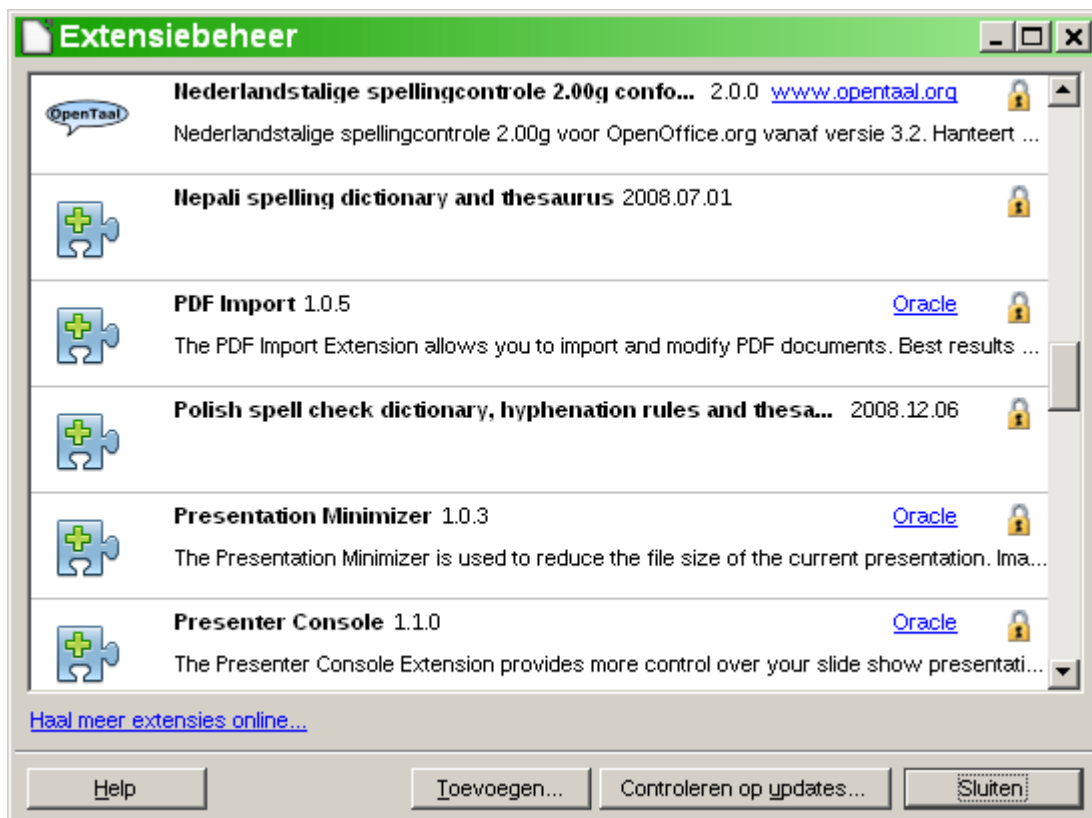 Extensiebeheer
OpenTaal
Nederlandstalige spellingcontrole 2.00g confo... 2.0.0 www.opentaal.org
Nederlandstalige spellingcontrole 2.00g voor OpenOffice.org vanaf versie 3.2. Hanteert ...
Nepali spelling dictionary and thesaurus 2008.07.01
PDF Import 1.0.5 Oracle
The PDF Import Extension allows you to import and modify PDF documents. Best results ...
Polish spell check dictionary, hyphenation rules and thesa... 2008.12.06
Presentation Minimizer 1.0.3 Oracle
The Presentation Minimizer is used to reduce the file size of the current presentation. Ima...
Presenter Console 1.1.0 Oracle
The Presenter Console Extension provides more control over your slide show presentati...
Haal meer extensies online...
Help Toevoegen... Controleren op updates... Sluiten